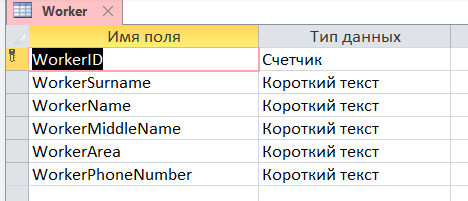 Worker
Имя поля Тип данных
WorkerID Счетчик
WorkerSurname Короткий текст
WorkerName Короткий текст
WorkerMiddleName Короткий текст
WorkerArea Короткий текст
WorkerPhoneNumber Короткий текст